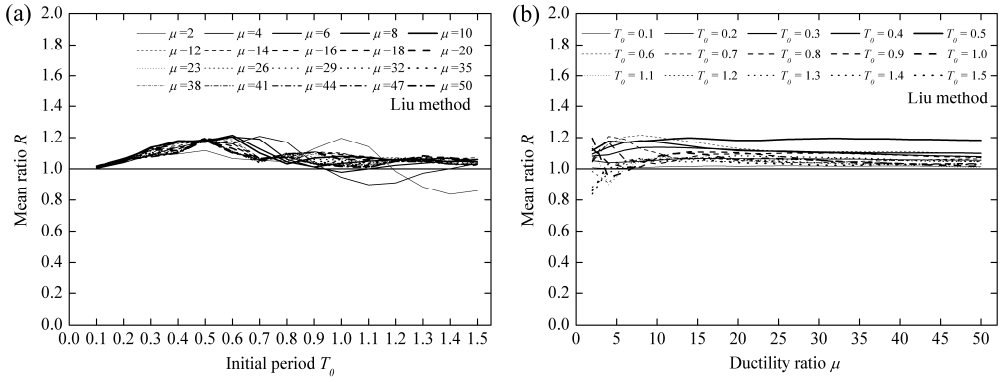 (a)
μ=2 μ=4 μ=6 μ=8 μ=10
μ−12 μ−14 μ−16 μ−18 μ−20
μ=23 μ=26 μ=29 μ=32 μ=35
μ=38 μ=41 μ=44 μ=47 μ=50
Liu method
2.0
1.8
1.6
1.4
1.2
1.0
0.8
0.6
0.4
0.2
0.0
Mean ratio R
0.0 0.1 0.2 0.3 0.4 0.5 0.6 0.7 0.8 0.9 1.0 1.1 1.2 1.3 1.4 1.5
Initial period T0
(b)
T0 = 0.1 T0 = 0.2 T0 = 0.3 T0 = 0.4 T0 = 0.5
T0 = 0.6 T0 = 0.7 T0 = 0.8 T0 = 0.9 T0 = 1.0
T0 = 1.1 T0 = 1.2 T0 = 1.3 T0 = 1.4 T0 = 1.5
Liu method
2.0
1.8
1.6
1.4
1.2
1.0
0.8
0.6
0.4
0.2
0.0
Mean ratio R
0 5 10 15 20 25 30 35 40 45 50
Ductility ratio μ